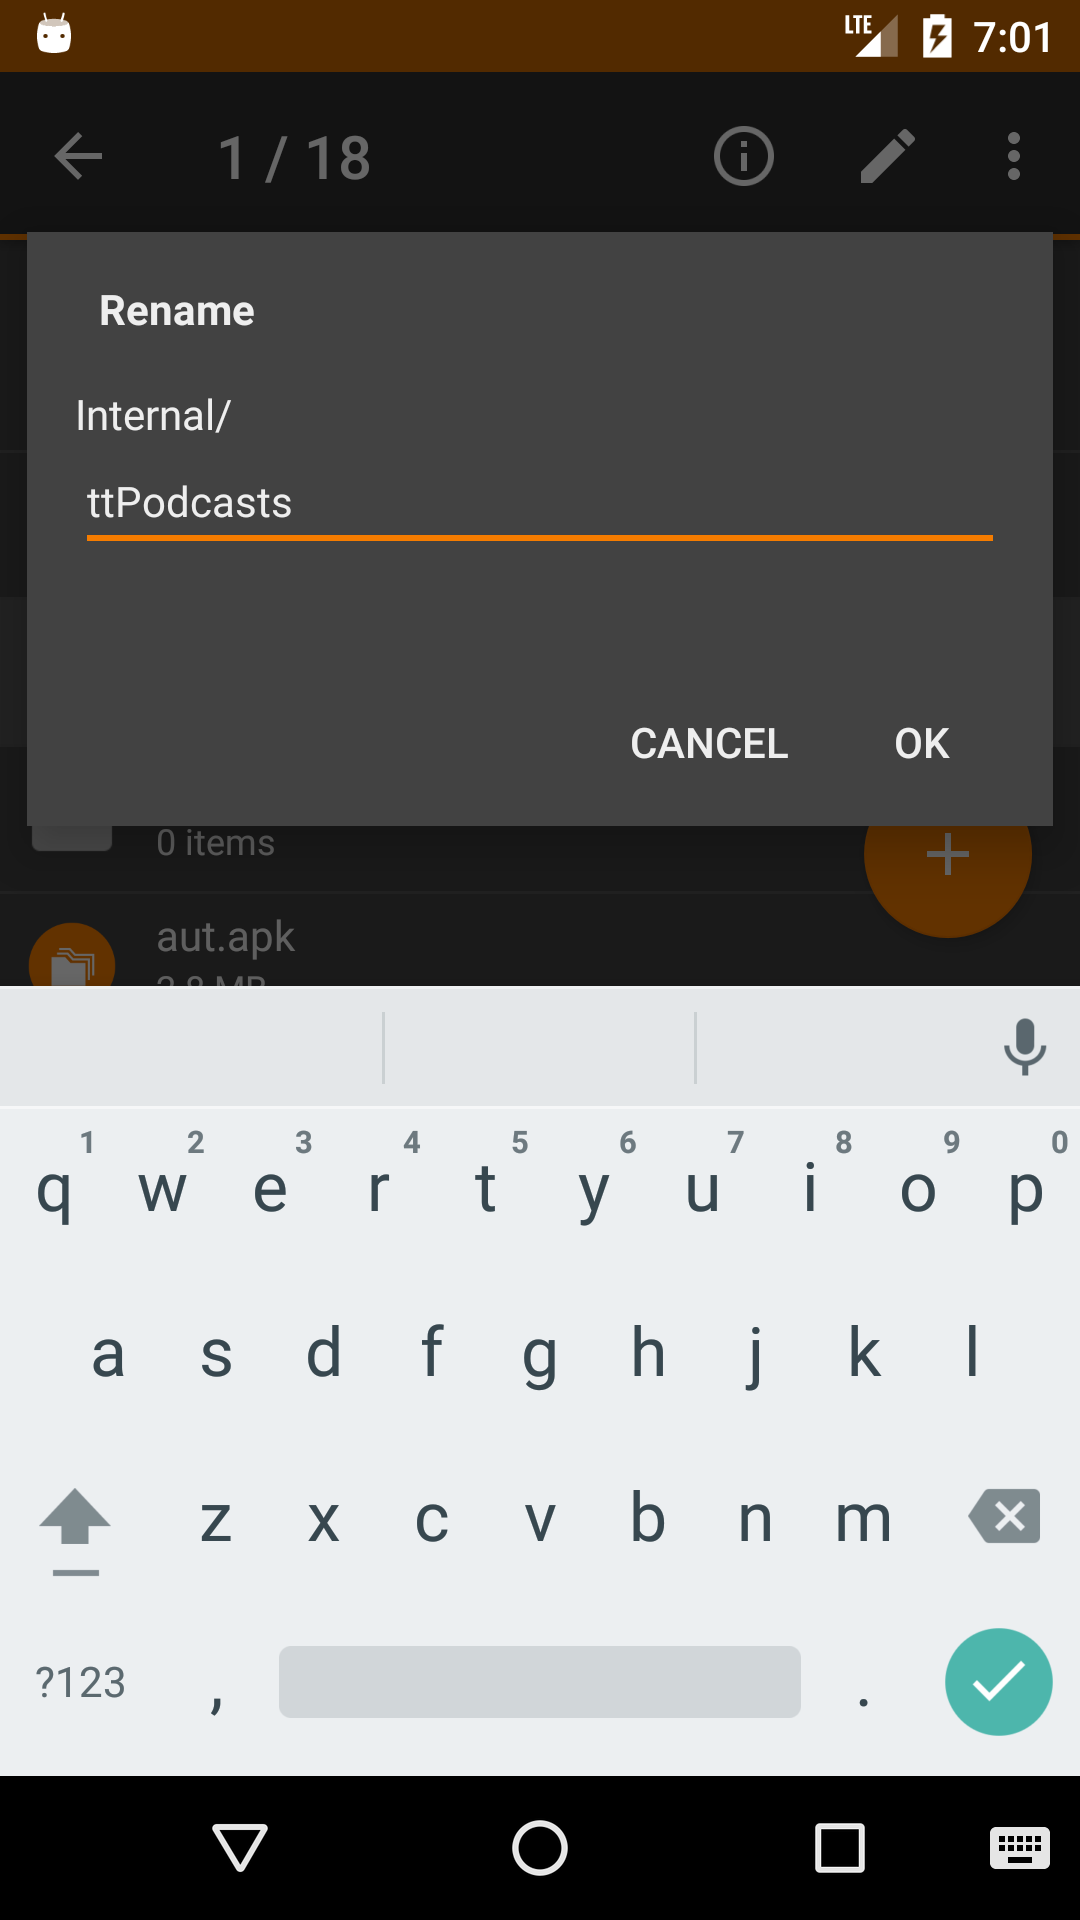 LTE 7:01
1 / 18
Rename
Internal/
ttPodcasts
CANCEL OK
0 items
aut.apk
1 2 3 4 5 6 7 8 9 0
q w e r t y u i o p
a s d f g h j k l
z x c v b n m
?123 , .